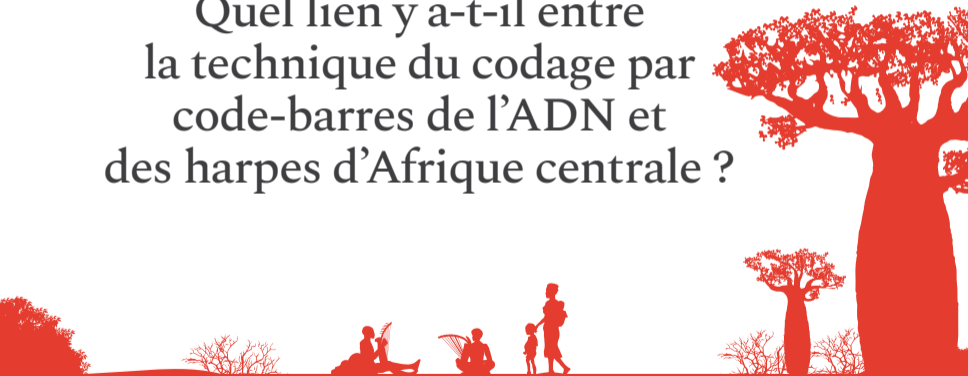 Quel lien y a-t-il entre
la technique du codage par
code-barres de l’ADN et
des harpes d’Afrique centrale ?